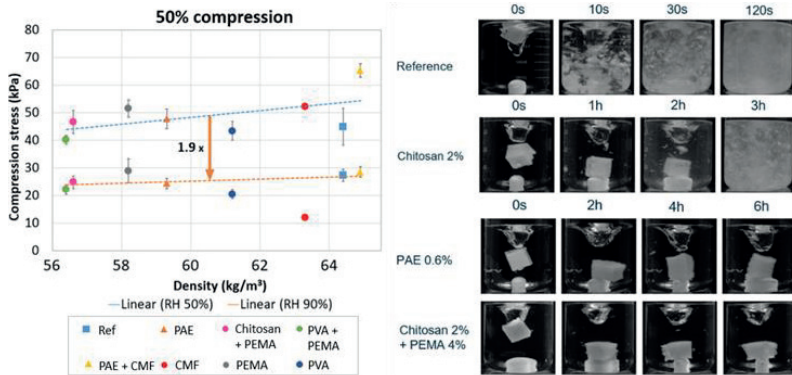 50% compression
Compression stress (kPa)
80
70
60
50
40
30
20
10
0
1.9 x
56 58 60 62 64
Density (kg/m³)
Linear (RH 50%) Linear (RH 90%)
Ref PAE Chitosan + PEMA PVA + PEMA
PAE + CMF CMF PEMA PVA
0s 10s 30s 120s
Reference
0s 1h 2h 3h
Chitosan 2%
0s 2h 4h 6h
PAE 0.6%
Chitosan 2%
+ PEMA 4%